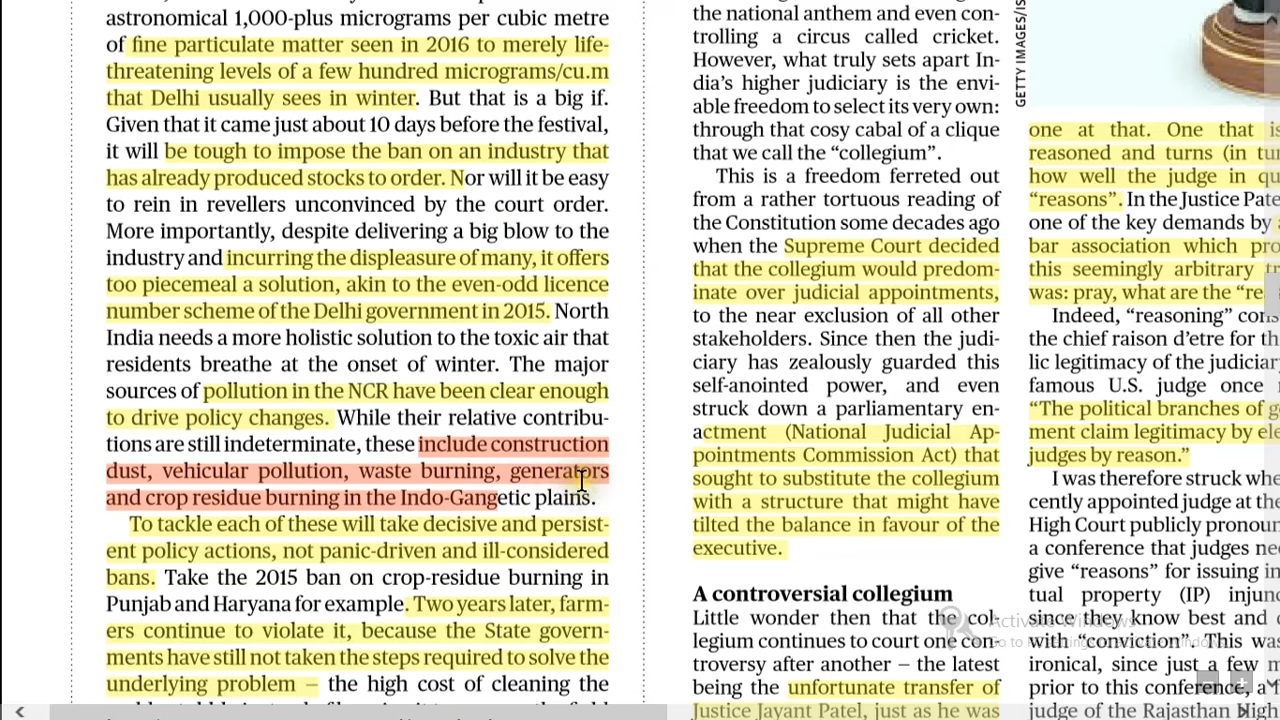 astronomical 1,000-plus micrograms per cubic metre
of fine particulate matter seen in 2016 to merely life-
threatening levels of a few hundred micrograms/cu.m
that Delhi usually sees in winter. But that is a big if.
Given that it came just about 10 days before the festival,
it will be tough to impose the ban on an industry that
has already produced stocks to order. Nor will it be easy
to rein in revellers unconvinced by the court order.
More importantly, despite delivering a big blow to the
industry and incurring the displeasure of many, it offers
too piecemeal a solution, akin to the even-odd licence
number scheme of the Delhi government in 2015. North
India needs a more holistic solution to the toxic air that
residents breathe at the onset of winter. The major
sources of pollution in the NCR have been clear enough
to drive policy changes. While their relative contribu-
tions are still indeterminate, these include construction
dust, vehicular pollution, waste burning, generators
and crop residue burning in the Indo-Gangetic plains.
To tackle each of these will take decisive and persist-
ent policy actions, not panic-driven and ill-considered
bans. Take the 2015 ban on crop-residue burning in
Punjab and Haryana for example. Two years later, farm-
ers continue to violate it, because the State govern-
ments have still not taken the steps required to solve the
underlying problem — the high cost of cleaning the
the national anthem and even con-
trolling a circus called cricket.
However, what truly sets apart In-
dia's higher judiciary is the envi-
able freedom to select its very own:
through that cosy cabal of a clique
that we call the "collegium".
This is a freedom ferreted out
from a rather tortuous reading of
the Constitution some decades ago
when the Supreme Court decided
that the collegium would predom-
inate over judicial appointments,
to the near exclusion of all other
stakeholders. Since then the judi-
ciary has zealously guarded this
self-anointed power, and even
struck down a parliamentary en-
actment (National Judicial Ap-
pointments Commission Act) that
sought to substitute the collegium
with a structure that might have
tilted the balance in favour of the
executive.
A controversial collegium
Little wonder then that the col-
legium continues to court one con-
troversy after another — the latest
being the unfortunate transfer of
Justice Jayant Patel, just as he was
GETTY IMAGES/IS
one at that. One that is
reasoned and turns (in tur
how well the judge in qu
"reasons". In the Justice Pate
one of the key demands by
bar association which pro
this seemingly arbitrary tr
was: pray, what are the "re
Indeed, "reasoning" cons
the chief raison d'etre for th
lic legitimacy of the judiciar
famous U.S. judge once
"The political branches of g
ment claim legitimacy by ele
judges by reason."
I was therefore struck whe
cently appointed judge at the
High Court publicly pronoun
a conference that judges nee
give "reasons" for issuing in
tual property (IP) injunc
since they know best and
with "conviction". This was
ironical, since just a few m
prior to this conference, a
judge of the Rajasthan High
Activate Windows